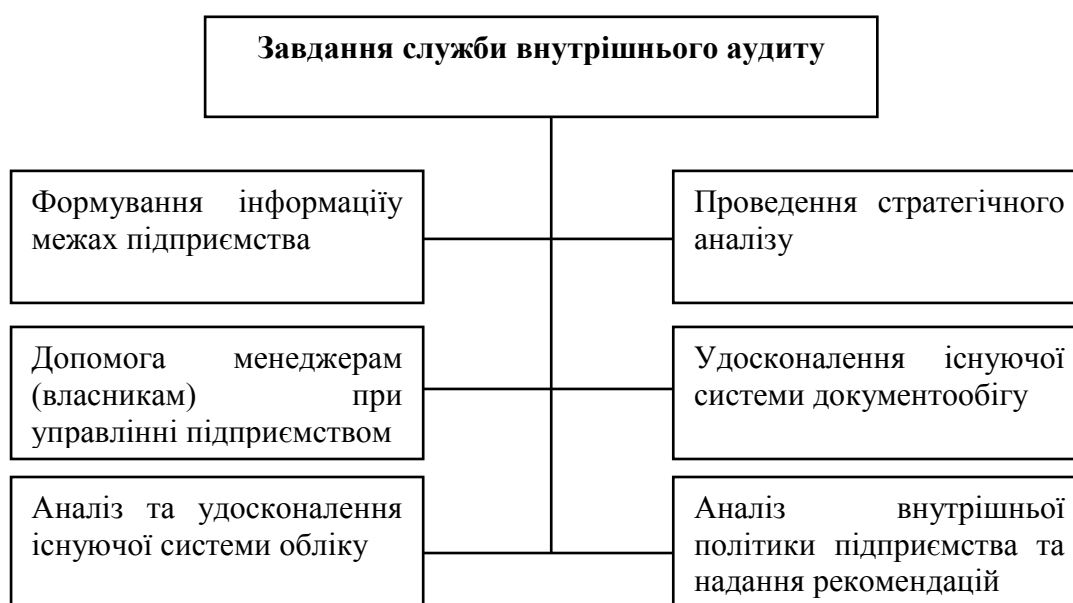 Завдання служби внутрішнього аудиту
Формування інформаціїу
межах підприємства
Проведення стратегічного
аналізу
Допомога менеджерам
(власникам) при
управлінні підприємством
Удосконалення існуючої
системи документообігу
Аналіз та удосконалення
існуючої системи обліку
Аналіз внутрішньої
політики підприємства та
надання рекомендацій